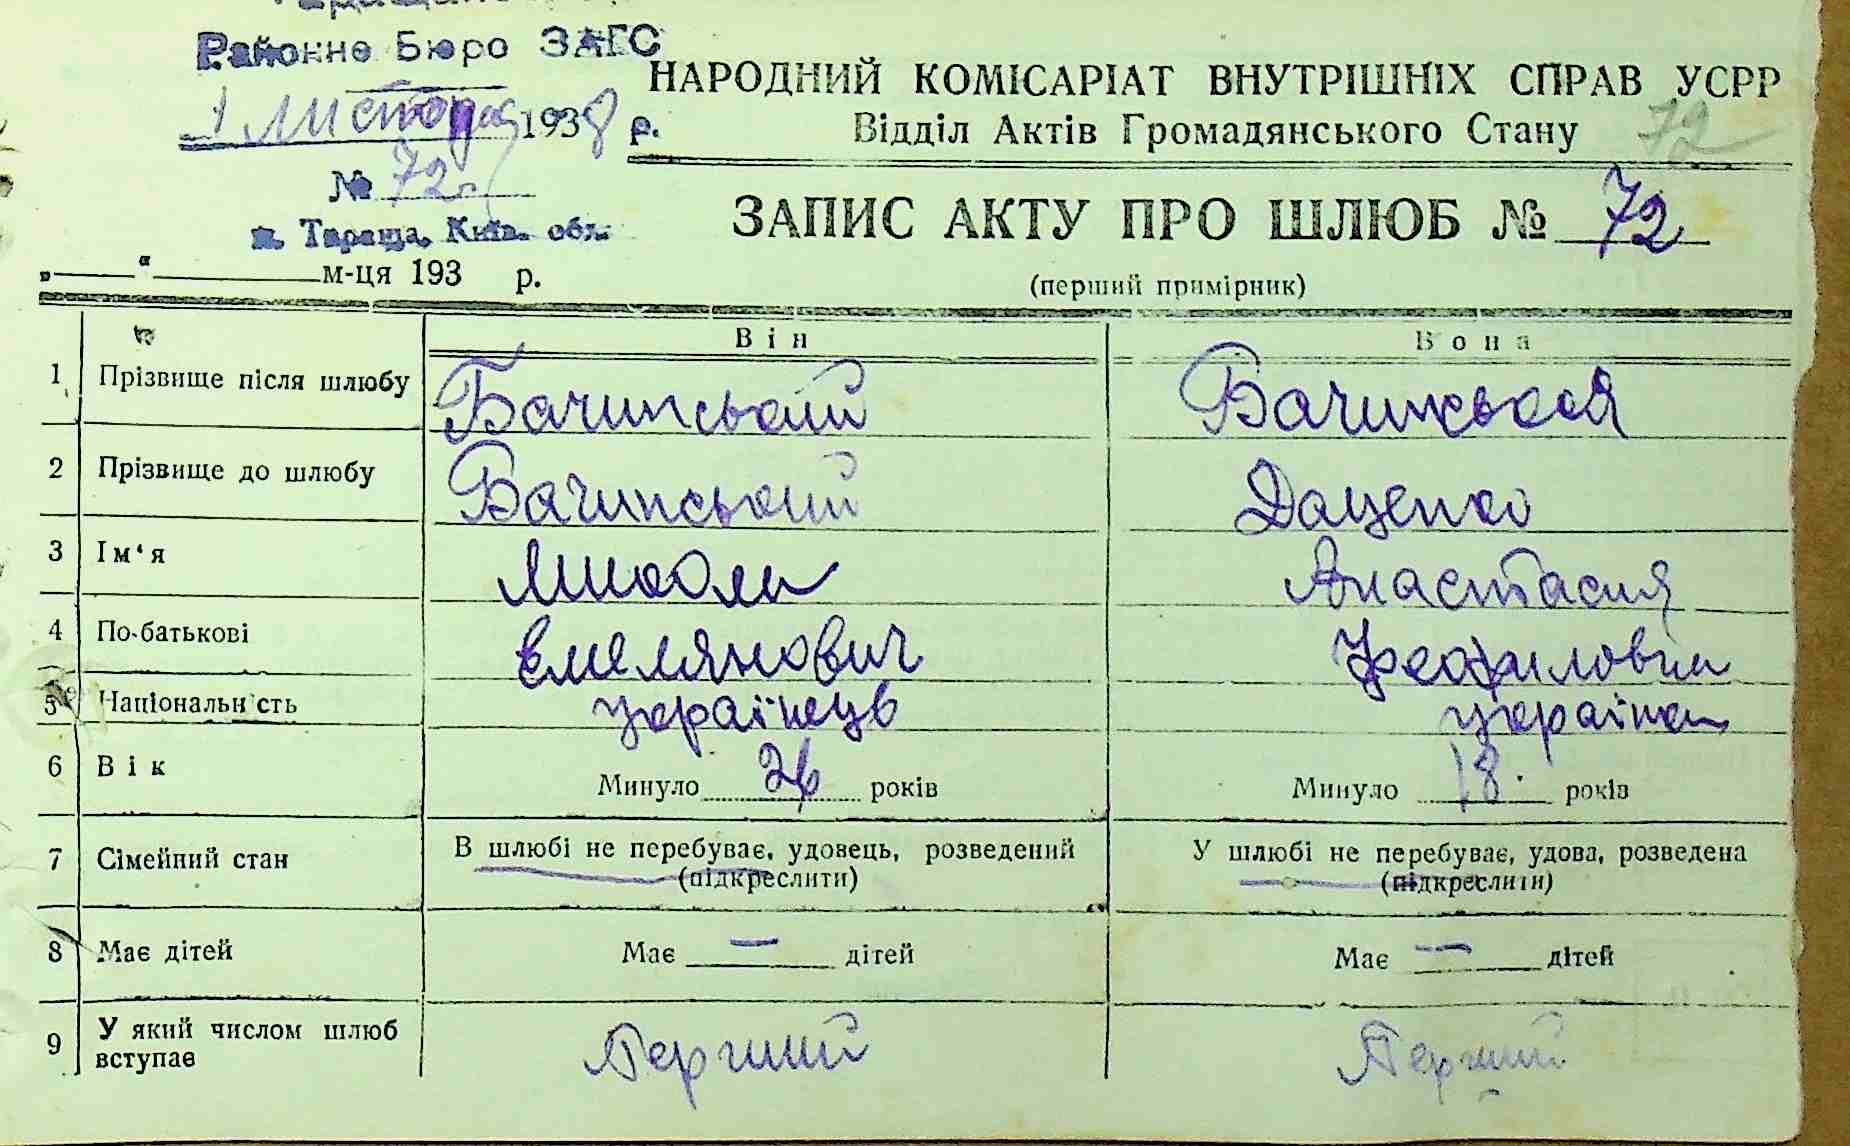 Районне Бюро ЗАГС
1 Листопад 1938 р.
№ 72
м. Тараща, Київ. обл.
„ “ м-ця 193 р.
НАРОДНИЙ КОМІСАРІАТ ВНУТРІШНІХ СПРАВ УСРР
Відділ Актів Громадянського Стану 72
ЗАПИС АКТУ ПРО ШЛЮБ № 72
(перший примірник)
Він Вона
1 Прізвище після шлюбу Бачинський Бачинськая
2 Прізвище до шлюбу Бачинський Даценко
3 Ім‘я Микола Анастасия
4 По-батькові Емелянович Феофиловна
5 Національність українець українка
6 Вік Минуло 26 років Минуло 18 років
7 Сімейний стан В шлюбі не перебуває, удовець, розведений У шлюбі не перебуває, удова, розведена
(підкреслити) (підкреслити)
8 Має дітей Має — дітей Має — дітей
9 У який числом шлюб вступає Перший Перший